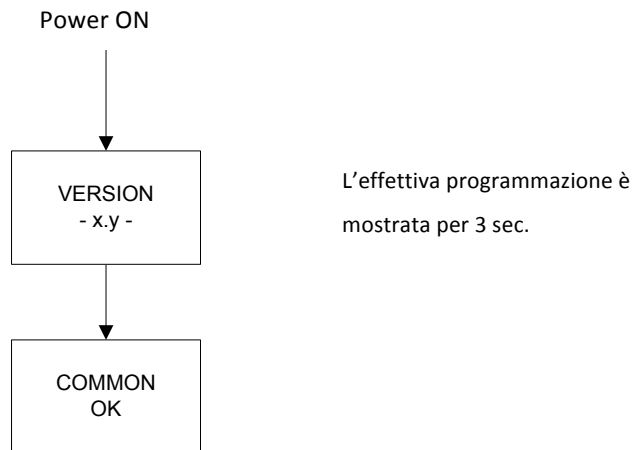 Power ON
VERSION
- x.y -
L’effettiva programmazione è
mostrata per 3 sec.
COMMON
OK